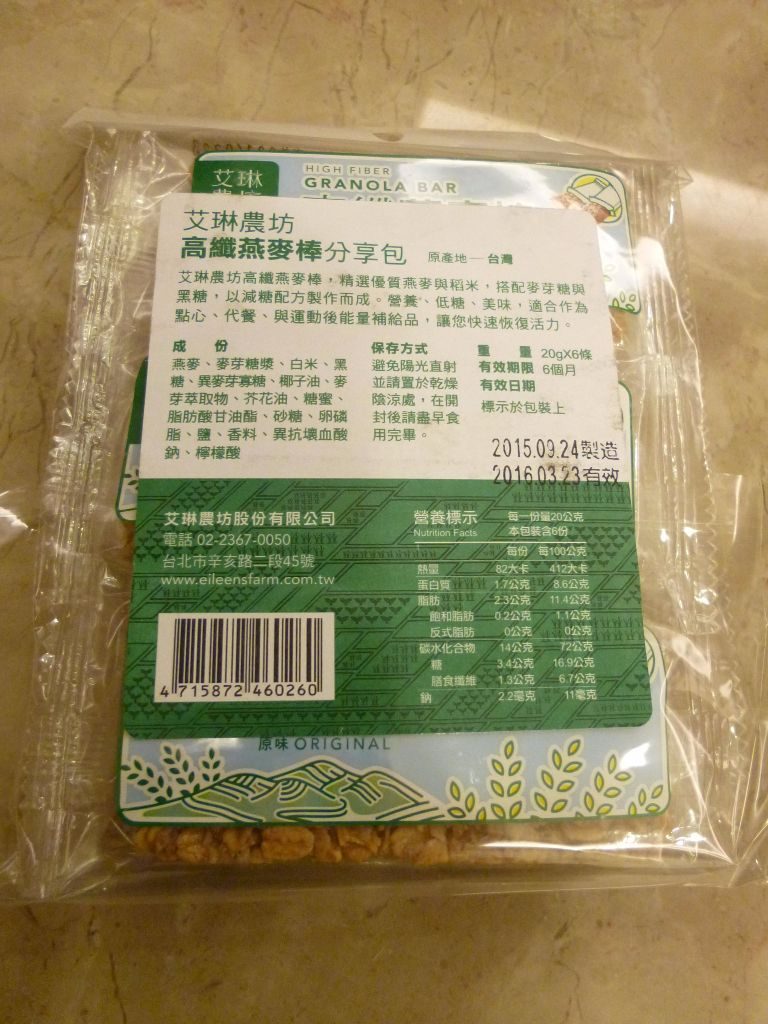 艾琳
HIGH FIBER
GRANOLA BAR
艾琳農坊
高纖燕麥棒分享包 原產地—台灣
艾琳農坊高纖燕麥棒，精選優質燕麥與稻米，搭配麥芽糖與
黑糖，以減糖配方製作而成。營養、低糖、美味，適合作為
點心、代餐、與運動後能量補給品，讓您快速恢復活力。
成份
燕麥、麥芽糖漿、白米、黑
糖、異麥芽寡糖、椰子油、麥
芽萃取物、芥花油、糖蜜、
脂肪酸甘油酯、砂糖、卵磷
脂、鹽、香料、異抗壞血酸
鈉、檸檬酸
保存方式
避免陽光直射
並請置於乾燥
陰涼處，在開
封後請盡早食
用完畢。
重量 20gX6條
有效期限 6個月
有效日期
標示於包裝上
2015.09.24製造
2016.03.23有效
艾琳農坊股份有限公司
電話 02-2367-0050
台北市辛亥路二段45號
www.eileensfarm.com.tw
4 715872 460260
營養標示 每一份量20公克
Nutrition Facts 本包裝含6份
每份 每100公克
熱量 82大卡 412大卡
蛋白質 1.7公克 8.6公克
脂肪 2.3公克 11.4公克
飽和脂肪 0.2公克 1.1公克
反式脂肪 0公克 0公克
碳水化合物 14公克 72公克
糖 3.4公克 16.9公克
膳食纖維 1.3公克 6.7公克
鈉 2.2毫克 11毫克
原味 ORIGINAL